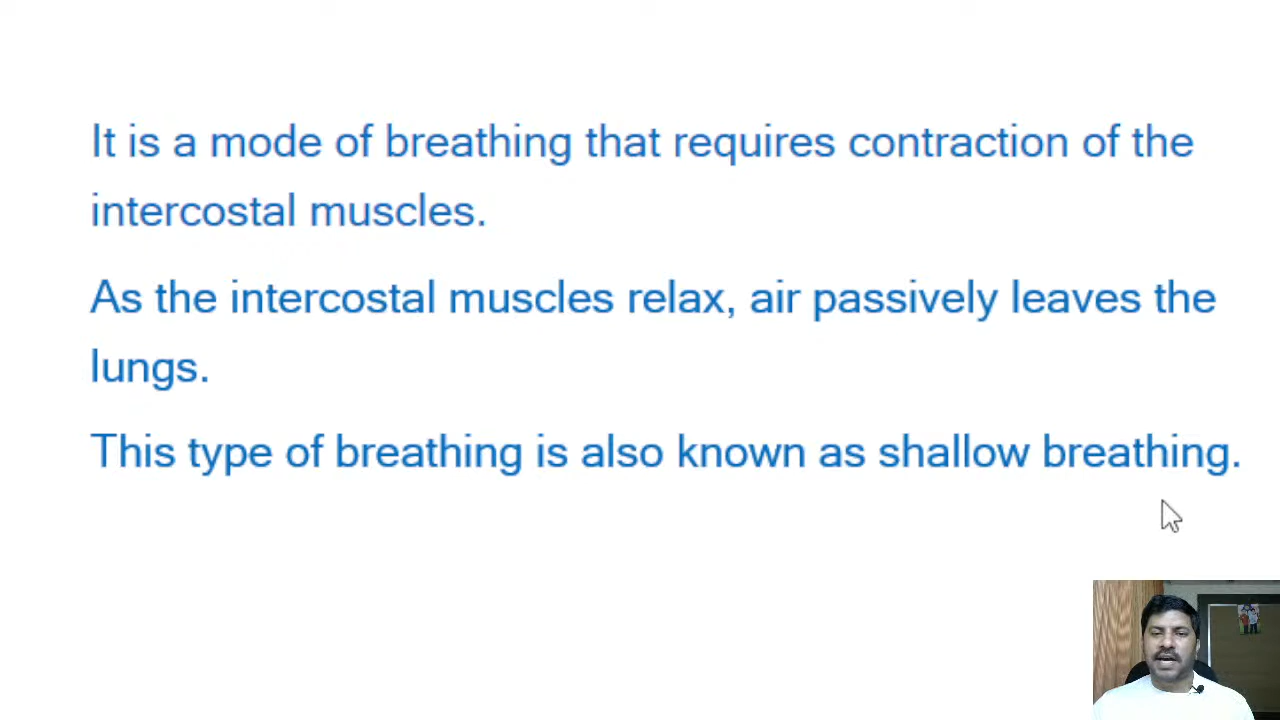 It is a mode of breathing that requires contraction of the
intercostal muscles.
As the intercostal muscles relax, air passively leaves the
lungs.
This type of breathing is also known as shallow breathing.